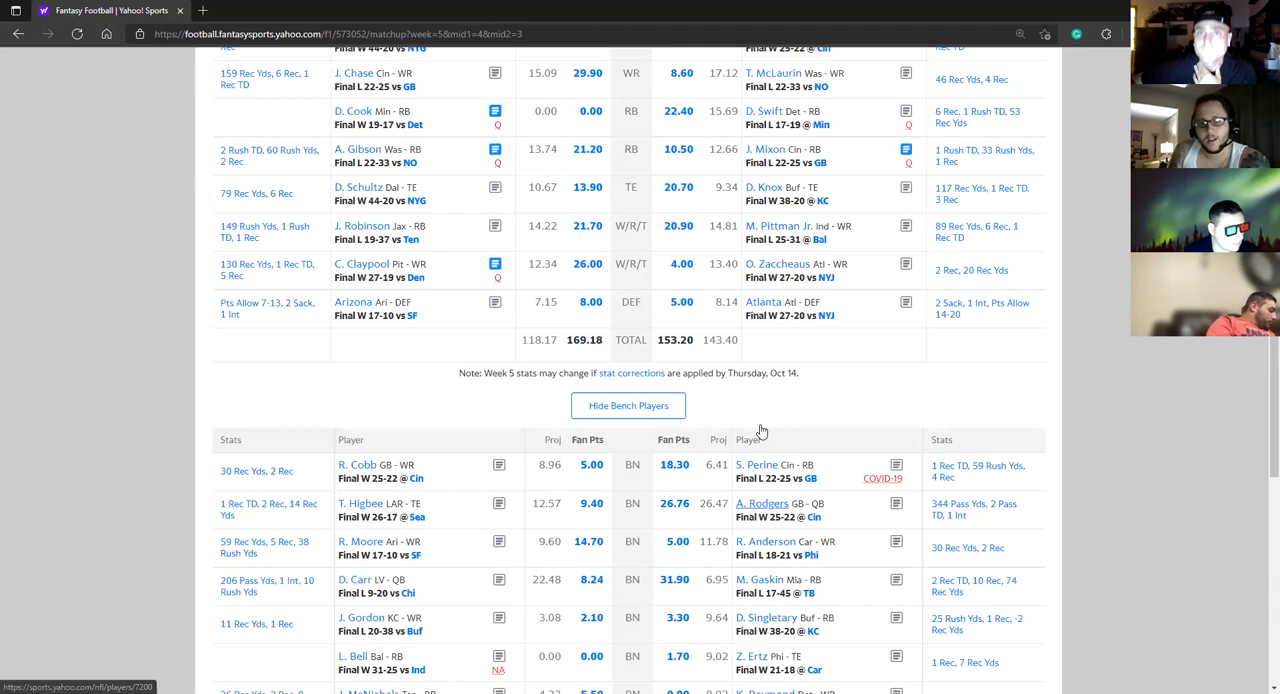 Fantasy Football | Yahoo! Sports
https://football.fantasysports.yahoo.com/f1/573052/matchup?week=5&mid1=4&mid2=3
Rec Final W 44-20 vs NYG Final W 25-22 @ Cin Rec TD
159 Rec Yds, 6 Rec, 1 J. Chase Cin - WR 15.09 29.90 WR 8.60 17.12 T. McLaurin Was - WR 46 Rec Yds, 4 Rec
Rec TD Final L 22-25 vs GB Final L 22-33 vs NO
D. Cook Min - RB 0.00 0.00 RB 22.40 15.69 D. Swift Det - RB 6 Rec, 1 Rush TD, 53
Final W 19-17 vs Det Q Final L 17-19 @ Min Q Rec Yds
2 Rush TD, 60 Rush Yds, A. Gibson Was - RB 13.74 21.20 RB 10.50 12.66 J. Mixon Cin - RB 1 Rush TD, 33 Rush Yds,
2 Rec Final L 22-33 vs NO Q Final L 22-25 vs GB Q 1 Rec
79 Rec Yds, 6 Rec D. Schultz Dal - TE 10.67 13.90 TE 20.70 9.34 D. Knox Buf - TE 117 Rec Yds, 1 Rec TD,
Final W 44-20 vs NYG Final W 38-20 @ KC 3 Rec
149 Rush Yds, 1 Rush J. Robinson Jax - RB 14.22 21.70 W/R/T 20.90 14.81 M. Pittman Jr. Ind - WR 89 Rec Yds, 6 Rec, 1
TD, 1 Rec Final L 19-37 vs Ten Final L 25-31 @ Bal Rec TD
130 Rec Yds, 1 Rec TD, C. Claypool Pit - WR 12.34 26.00 W/R/T 4.00 13.40 O. Zaccheaus Atl - WR 2 Rec, 20 Rec Yds
5 Rec Final W 27-19 vs Den Q Final W 27-20 vs NYJ
Pts Allow 7-13, 2 Sack, Arizona Ari - DEF 7.15 8.00 DEF 5.00 8.14 Atlanta Atl - DEF 2 Sack, 1 Int, Pts Allow
1 Int Final W 17-10 vs SF Final W 27-20 vs NYJ 14-20
118.17 169.18 TOTAL 153.20 143.40
Note: Week 5 stats may change if stat corrections are applied by Thursday, Oct 14.
Hide Bench Players
Stats Player Proj Fan Pts Fan Pts Proj Player Stats
30 Rec Yds, 2 Rec R. Cobb GB - WR 8.96 5.00 BN 18.30 6.41 S. Perine Cin - RB 1 Rec TD, 59 Rush Yds,
Final W 25-22 @ Cin Final L 22-25 vs GB COVID-19 4 Rec
1 Rec TD, 2 Rec, 14 Rec T. Higbee LAR - TE 12.57 9.40 BN 26.76 26.47 A. Rodgers GB - QB 344 Pass Yds, 2 Pass
Yds Final W 26-17 @ Sea Final W 25-22 @ Cin TD, 1 Int
59 Rec Yds, 5 Rec, 38 R. Moore Ari - WR 9.60 14.70 BN 5.00 11.78 R. Anderson Car - WR 30 Rec Yds, 2 Rec
Rush Yds Final W 17-10 vs SF Final L 18-21 vs Phi
206 Pass Yds, 1 Int, 10 D. Carr LV - QB 22.48 8.24 BN 31.90 6.95 M. Gaskin Mia - RB 2 Rec TD, 10 Rec, 74
Rush Yds Final L 9-20 vs Chi Final L 17-45 @ TB Rec Yds
11 Rec Yds, 1 Rec J. Gordon KC - WR 3.08 2.10 BN 3.30 9.64 D. Singletary Buf - RB 25 Rush Yds, 1 Rec, -2
Final L 20-38 vs Buf Final W 38-20 @ KC Rec Yds
L. Bell Bal - RB 0.00 0.00 BN 1.70 9.02 Z. Ertz Phi - TE 1 Rec, 7 Rec Yds
Final W 31-25 vs Ind NA Final W 21-18 @ Car
https://sports.yahoo.com/nfl/players/7200